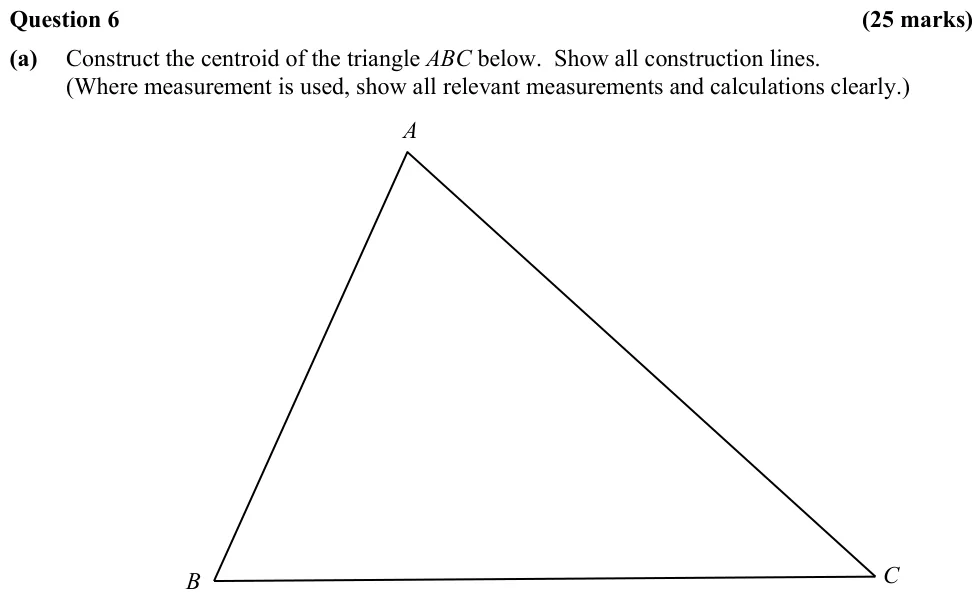 Question 6 (25 marks)
(a) Construct the centroid of the triangle ABC below. Show all construction lines.
(Where measurement is used, show all relevant measurements and calculations clearly.)
A
B
C